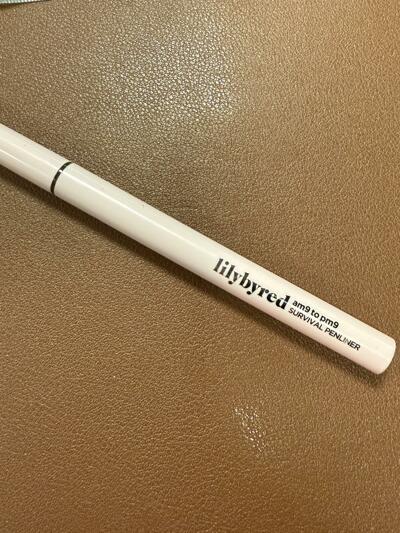 lilybyred
am9 to pm9
SURVIVAL PENLINER